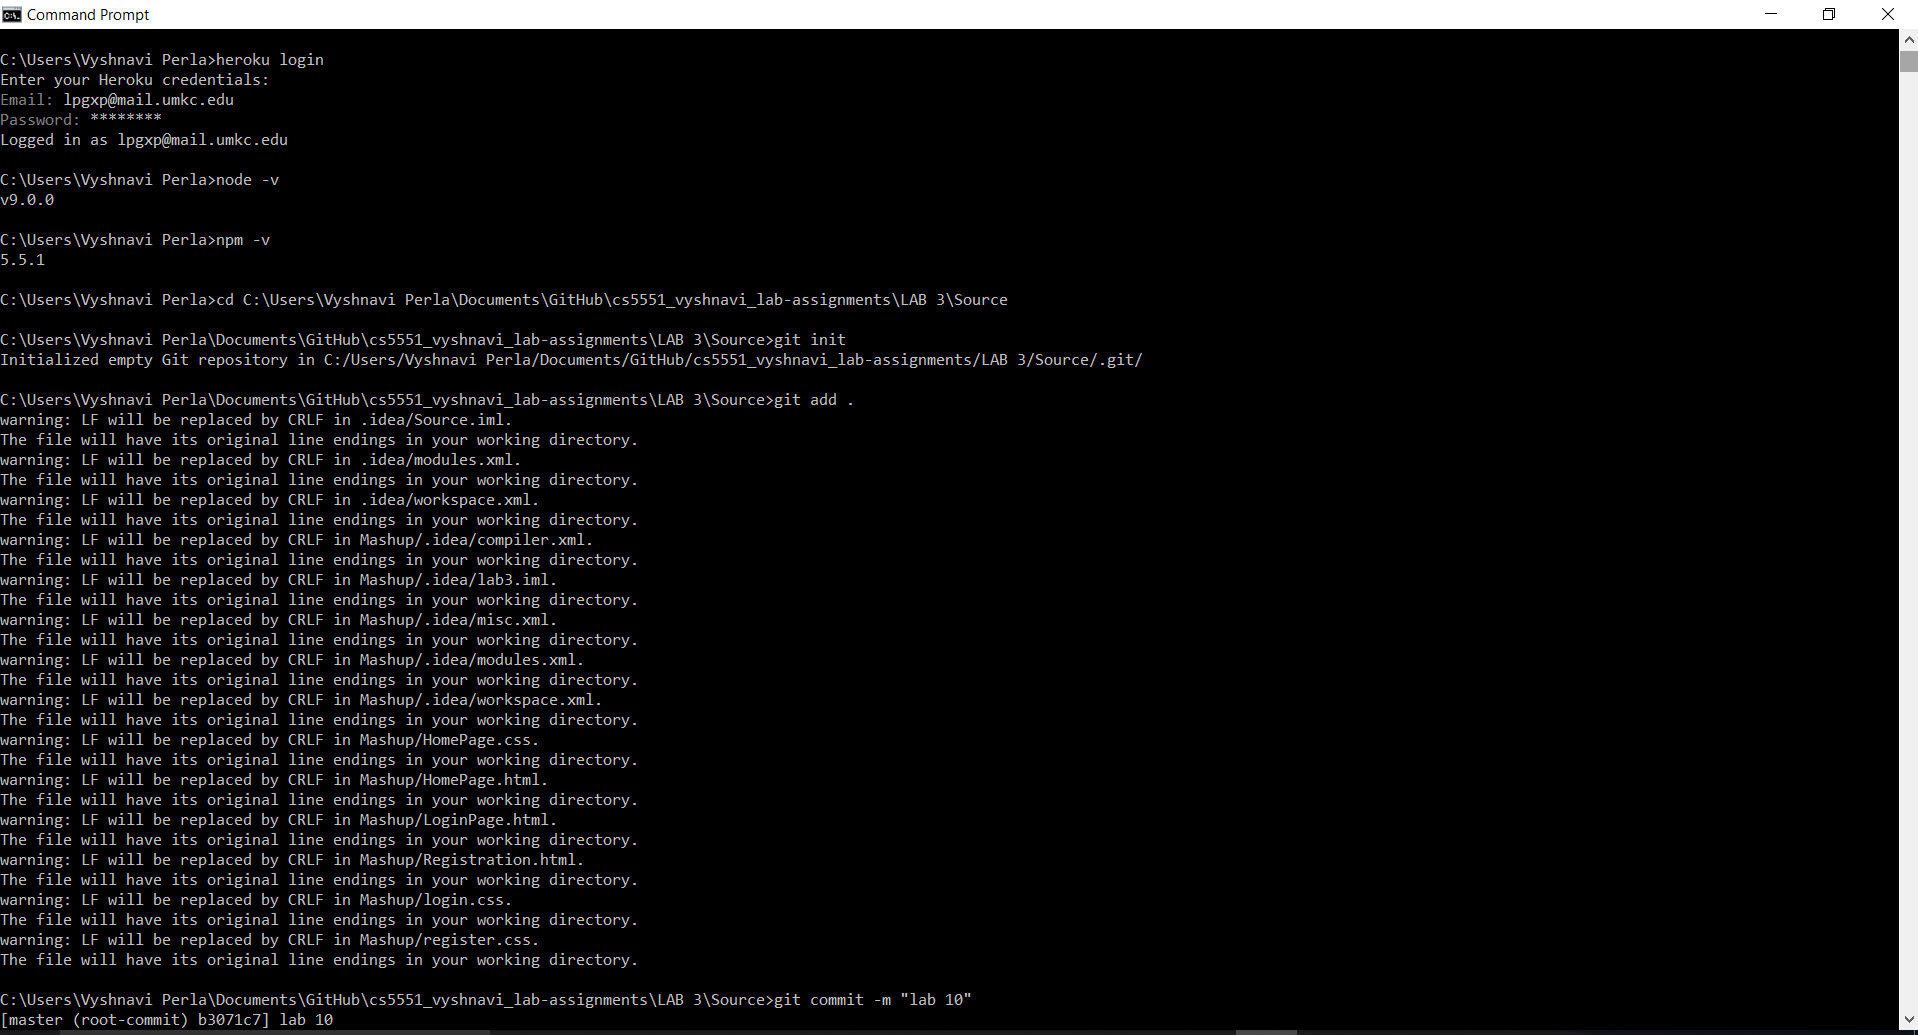 Command Prompt
C:\Users\Vyshnavi Perla>heroku login
Enter your Heroku credentials:
Email: lpgxp@mail.umkc.edu
Password: ********
Logged in as lpgxp@mail.umkc.edu
C:\Users\Vyshnavi Perla>node -v
v9.0.0
C:\Users\Vyshnavi Perla>npm -v
5.5.1
C:\Users\Vyshnavi Perla>cd C:\Users\Vyshnavi Perla\Documents\GitHub\cs5551_vyshnavi_lab-assignments\LAB 3\Source
C:\Users\Vyshnavi Perla\Documents\GitHub\cs5551_vyshnavi_lab-assignments\LAB 3\Source>git init
Initialized empty Git repository in C:/Users/Vyshnavi Perla/Documents/GitHub/cs5551_vyshnavi_lab-assignments/LAB 3/Source/.git/
C:\Users\Vyshnavi Perla\Documents\GitHub\cs5551_vyshnavi_lab-assignments\LAB 3\Source>git add .
warning: LF will be replaced by CRLF in .idea/Source.iml.
The file will have its original line endings in your working directory.
warning: LF will be replaced by CRLF in .idea/modules.xml.
The file will have its original line endings in your working directory.
warning: LF will be replaced by CRLF in .idea/workspace.xml.
The file will have its original line endings in your working directory.
warning: LF will be replaced by CRLF in Mashup/.idea/compiler.xml.
The file will have its original line endings in your working directory.
warning: LF will be replaced by CRLF in Mashup/.idea/lab3.iml.
The file will have its original line endings in your working directory.
warning: LF will be replaced by CRLF in Mashup/.idea/misc.xml.
The file will have its original line endings in your working directory.
warning: LF will be replaced by CRLF in Mashup/.idea/modules.xml.
The file will have its original line endings in your working directory.
warning: LF will be replaced by CRLF in Mashup/.idea/workspace.xml.
The file will have its original line endings in your working directory.
warning: LF will be replaced by CRLF in Mashup/HomePage.css.
The file will have its original line endings in your working directory.
warning: LF will be replaced by CRLF in Mashup/HomePage.html.
The file will have its original line endings in your working directory.
warning: LF will be replaced by CRLF in Mashup/LoginPage.html.
The file will have its original line endings in your working directory.
warning: LF will be replaced by CRLF in Mashup/Registration.html.
The file will have its original line endings in your working directory.
warning: LF will be replaced by CRLF in Mashup/login.css.
The file will have its original line endings in your working directory.
warning: LF will be replaced by CRLF in Mashup/register.css.
The file will have its original line endings in your working directory.
C:\Users\Vyshnavi Perla\Documents\GitHub\cs5551_vyshnavi_lab-assignments\LAB 3\Source>git commit -m "lab 10"
[master (root-commit) b3071c7] lab 10